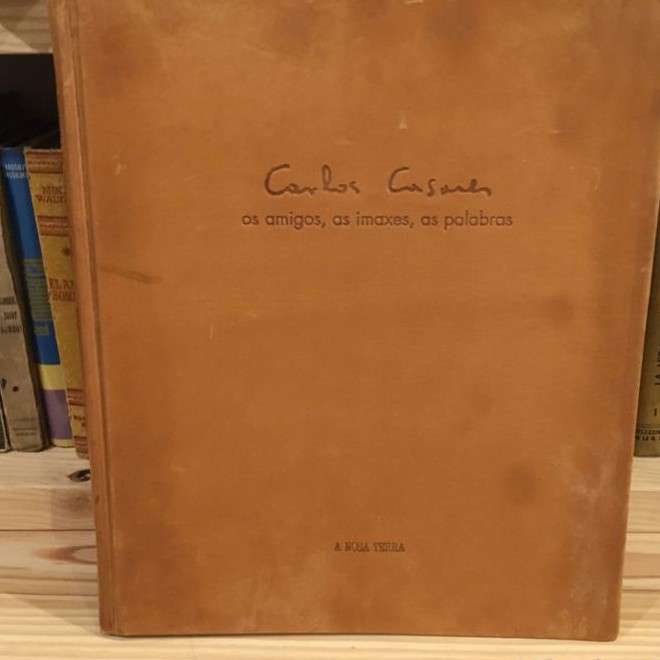 Carlos Casares
os amigos, as imaxes, as palabras
A NOSA TERRA